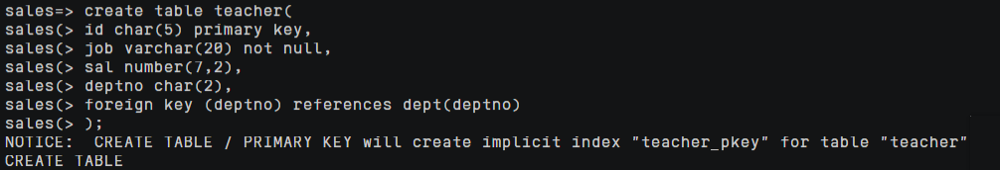 sales=> create table teacher(
sales(> id char(5) primary key,
sales(> job varchar(20) not null,
sales(> sal number(7,2),
sales(> deptno char(2),
sales(> foreign key (deptno) references dept(deptno)
sales(> );
NOTICE:  CREATE TABLE / PRIMARY KEY will create implicit index "teacher_pkey" for table "teacher"
CREATE TABLE